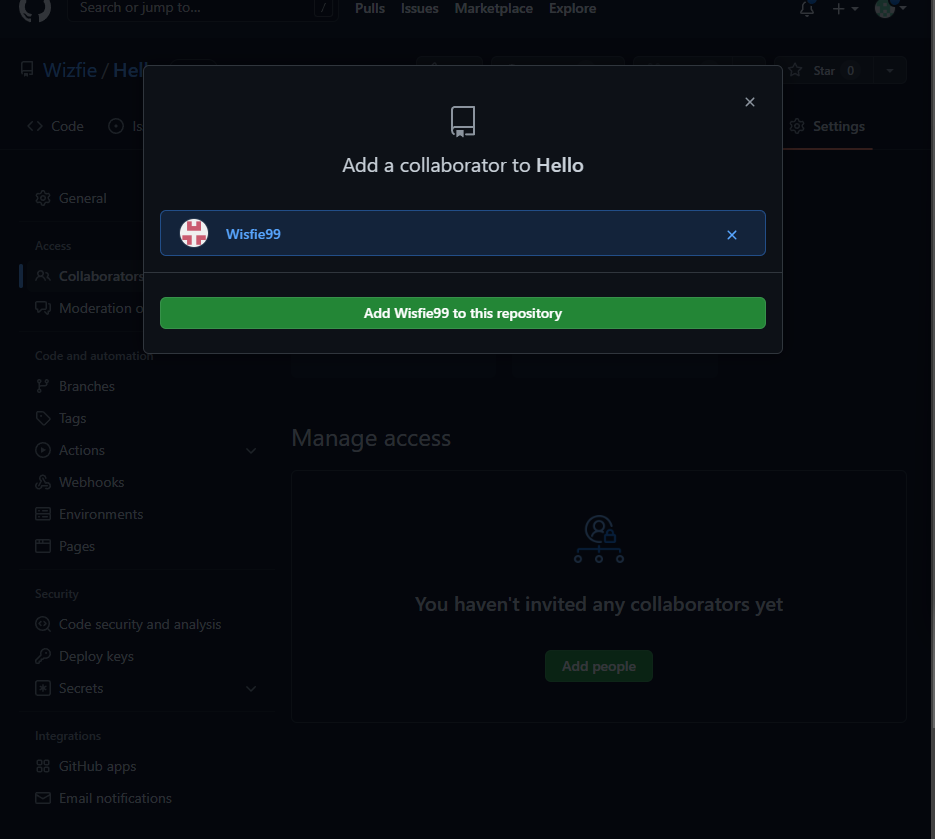 Search or jump to... /
Pulls Issues Marketplace Explore
Wizfie / Hell
Star 0
Code
Is
Settings
Add a collaborator to Hello
Wisfie99
Add Wisfie99 to this repository
General
Access
Collaborators
Moderation o
Code and automation
Branches
Tags
Actions
Webhooks
Environments
Pages
Security
Code security and analysis
Deploy keys
Secrets
Integrations
GitHub apps
Email notifications
Manage access
You haven't invited any collaborators yet
Add people